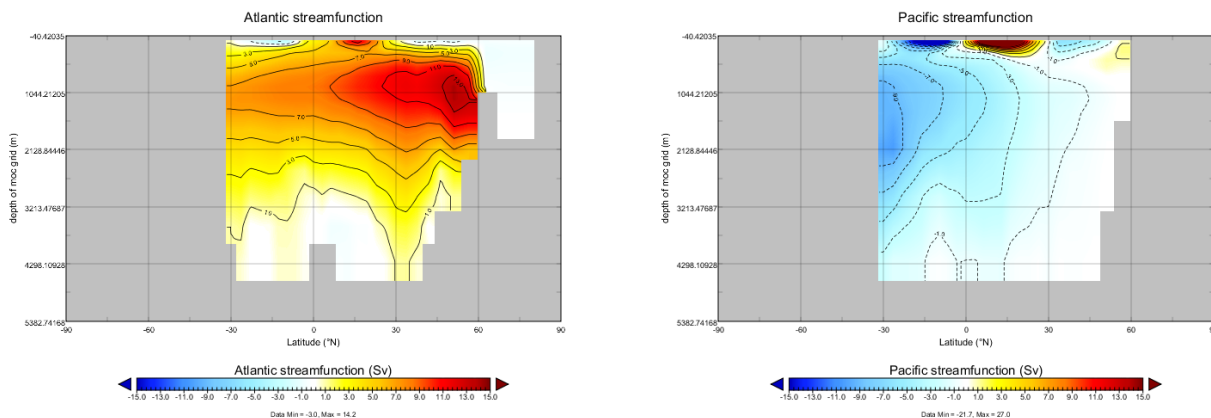 Atlantic streamfunction
Pacific streamfunction
-40.42035
1044.21205
2128.84446
3213.47687
4298.10928
5382.74168
depth of moc grid (m)
-90
-60
-30
0
30
60
90
Latitude (°N)
Atlantic streamfunction (Sv)
-15.0 -13.0 -11.0 -9.0 -7.0 -5.0 -3.0 -1.0 1.0 3.0 5.0 7.0 9.0 11.0 13.0 15.0
Data Min = -3.0, Max = 14.2
-40.42035
1044.21205
2128.84446
3213.47687
4298.10928
5382.74168
depth of moc grid (m)
-90
-60
-30
0
30
60
90
Latitude (°N)
Pacific streamfunction (Sv)
-15.0 -13.0 -11.0 -9.0 -7.0 -5.0 -3.0 -1.0 1.0 3.0 5.0 7.0 9.0 11.0 13.0 15.0
Data Min = -21.7, Max = 27.0